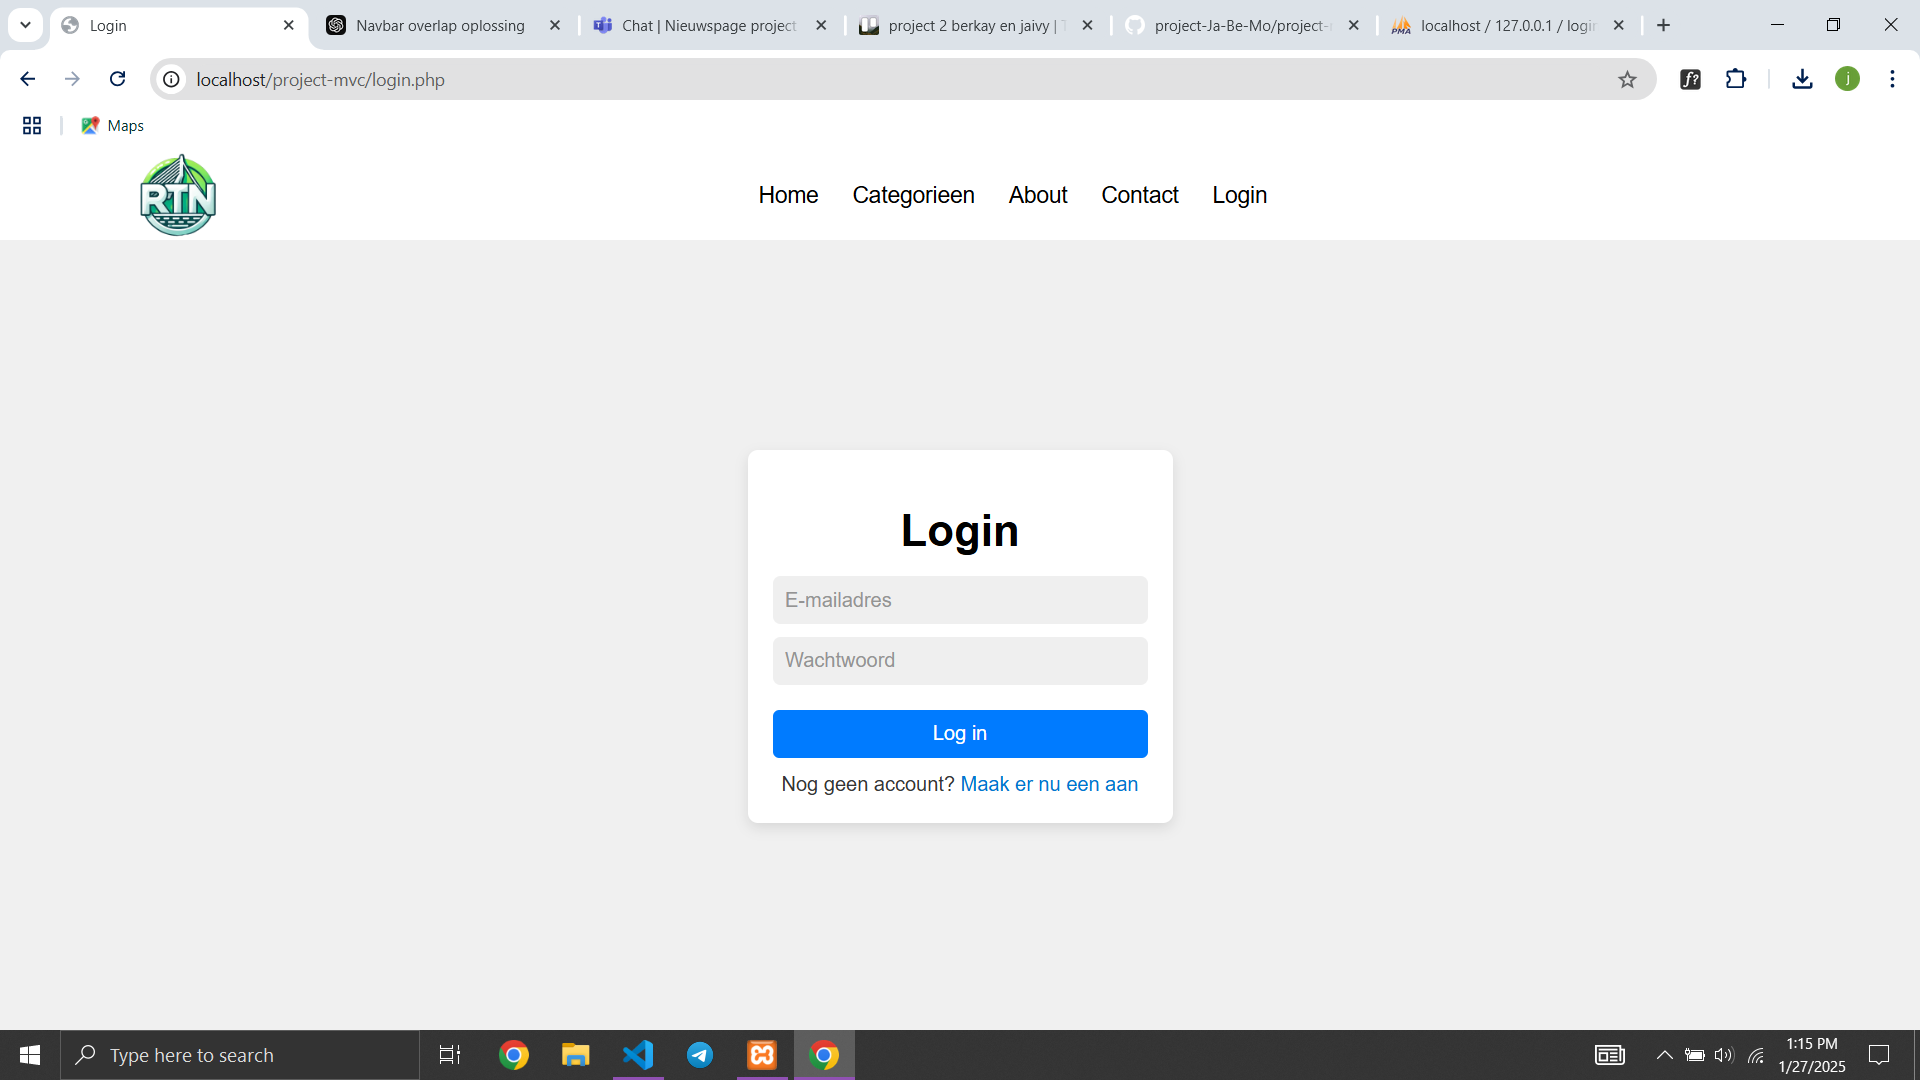 Login
Navbar overlap oplossing
Chat | Nieuwspage project
project 2 berkay en jaivy |
project-Ja-Be-Mo/project-
localhost / 127.0.0.1 / login
localhost/project-mvc/login.php
j
Maps
RTN
Home
Categorieen
About
Contact
Login
Login
E-mailadres
Wachtwoord
Log in
Nog geen account? Maak er nu een aan
Type here to search
1:15 PM
1/27/2025